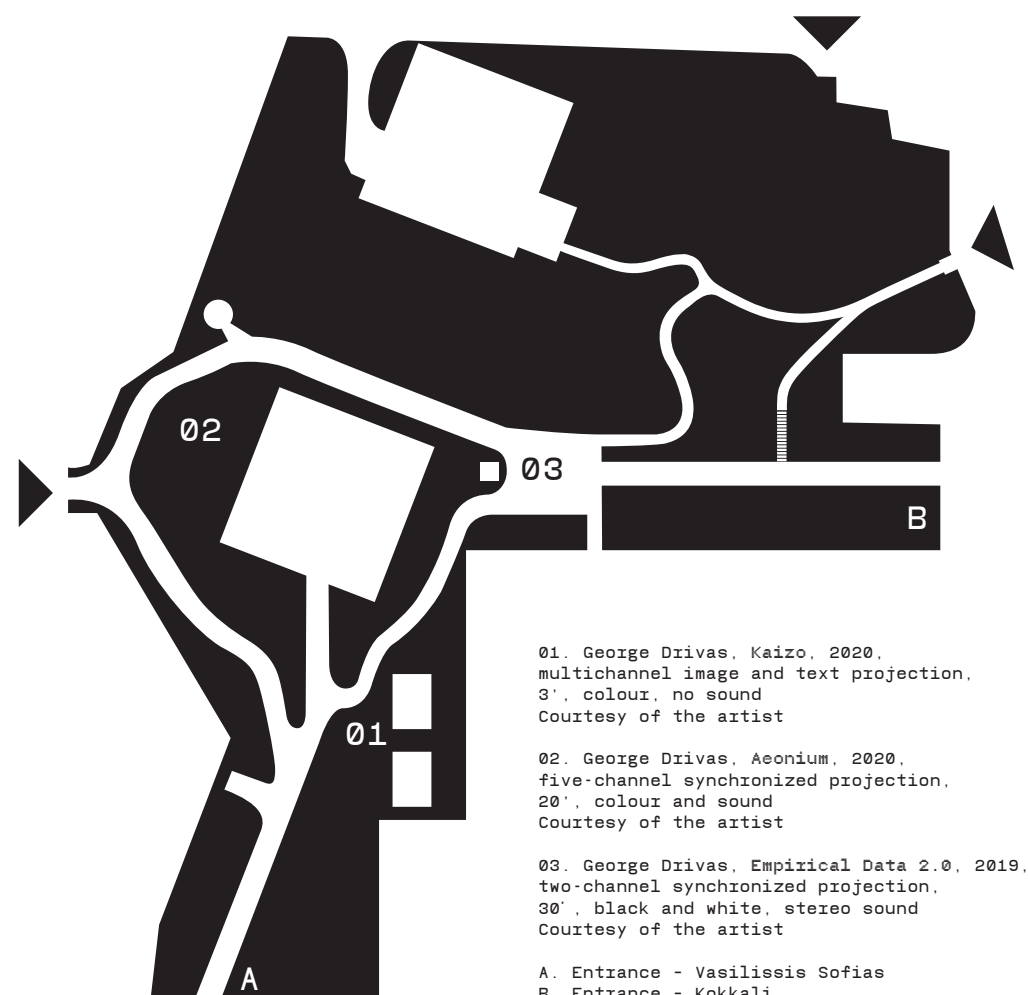 02
03
B
01
A
01. George Drivas, Kaizo, 2020,
multichannel image and text projection,
3', colour, no sound
Courtesy of the artist
02. George Drivas, Aeonium, 2020,
five-channel synchronized projection,
20', colour and sound
Courtesy of the artist
03. George Drivas, Empirical Data 2.0, 2019,
two-channel synchronized projection,
30', black and white, stereo sound
Courtesy of the artist
A. Entrance - Vasilissis Sofias
B. Entrance - Kokkali